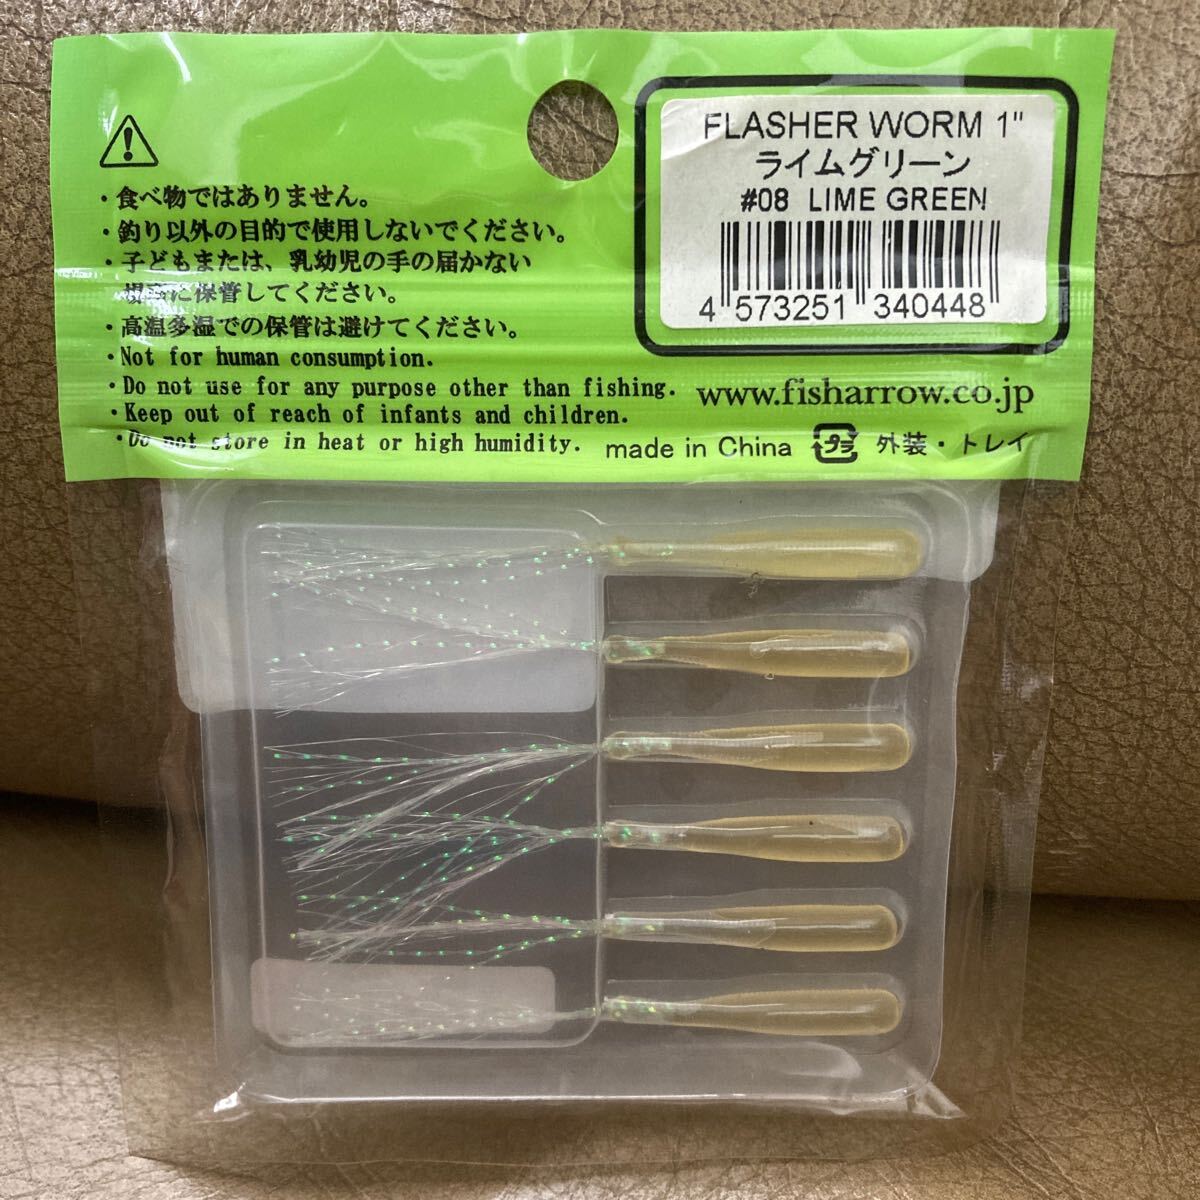 FLASHER WORM 1"
ライムグリーン
#08 LIME GREEN
4 573251 340448
・食べ物ではありません。
・釣り以外の目的で使用しないでください。
・子どもまたは、乳幼児の手の届かない
場所に保管してください。
・高温多湿での保管は避けてください。
・Not for human consumption.
・Do not use for any purpose other than fishing.
・Keep out of reach of infants and children.
・Do not store in heat or high humidity.
www.fisharrow.co.jp
made in China プラ 外装・トレイ